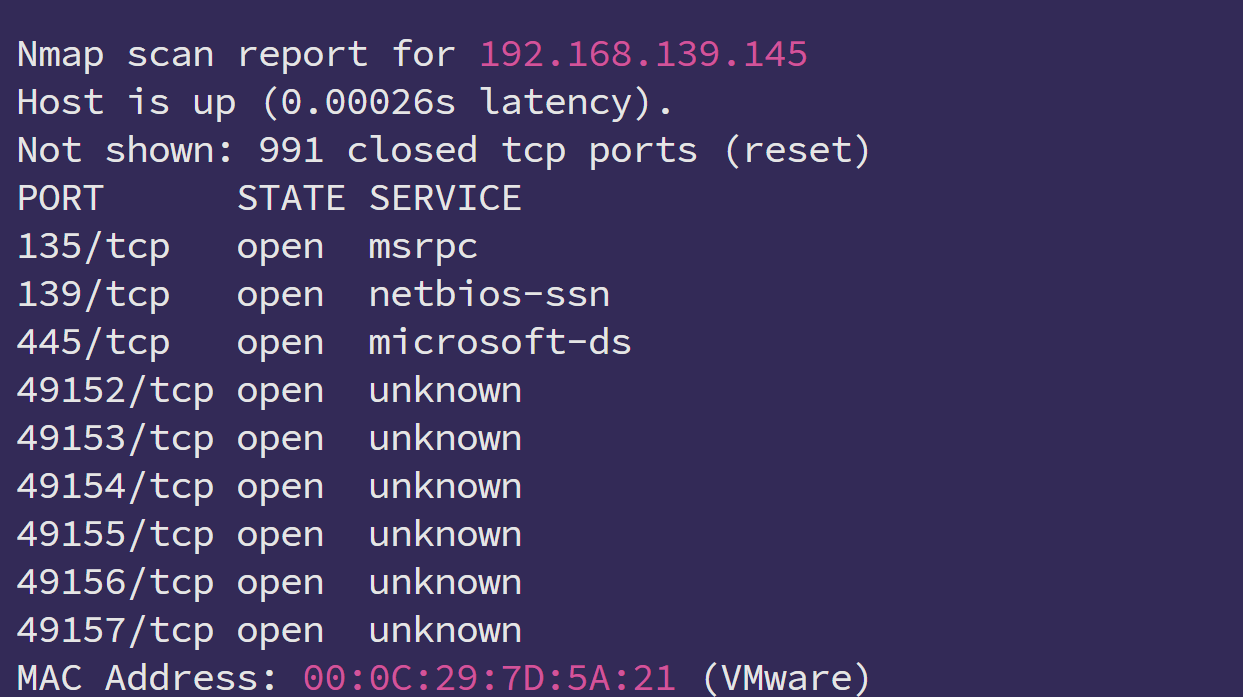 Nmap scan report for 192.168.139.145
Host is up (0.00026s latency).
Not shown: 991 closed tcp ports (reset)
PORT      STATE SERVICE
135/tcp   open  msrpc
139/tcp   open  netbios-ssn
445/tcp   open  microsoft-ds
49152/tcp open  unknown
49153/tcp open  unknown
49154/tcp open  unknown
49155/tcp open  unknown
49156/tcp open  unknown
49157/tcp open  unknown
MAC Address: 00:0C:29:7D:5A:21 (VMware)